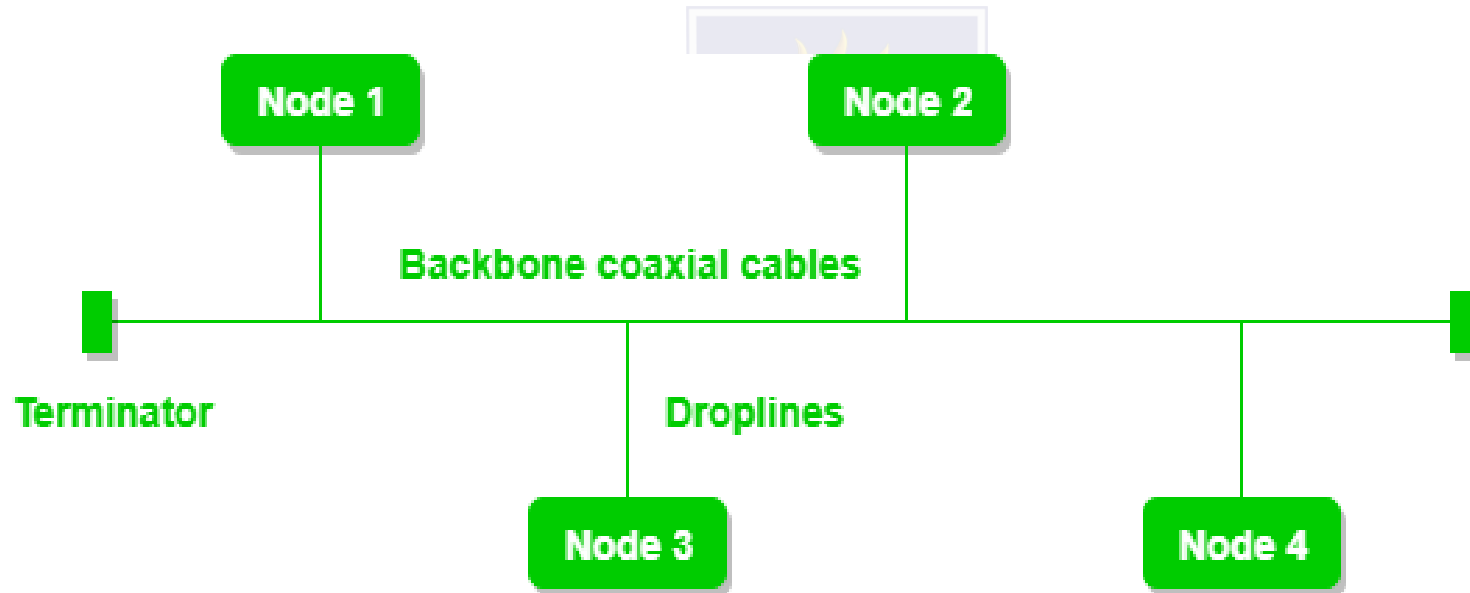 Node 1
Node 2
Backbone coaxial cables
Terminator
Droplines
Node 3
Node 4